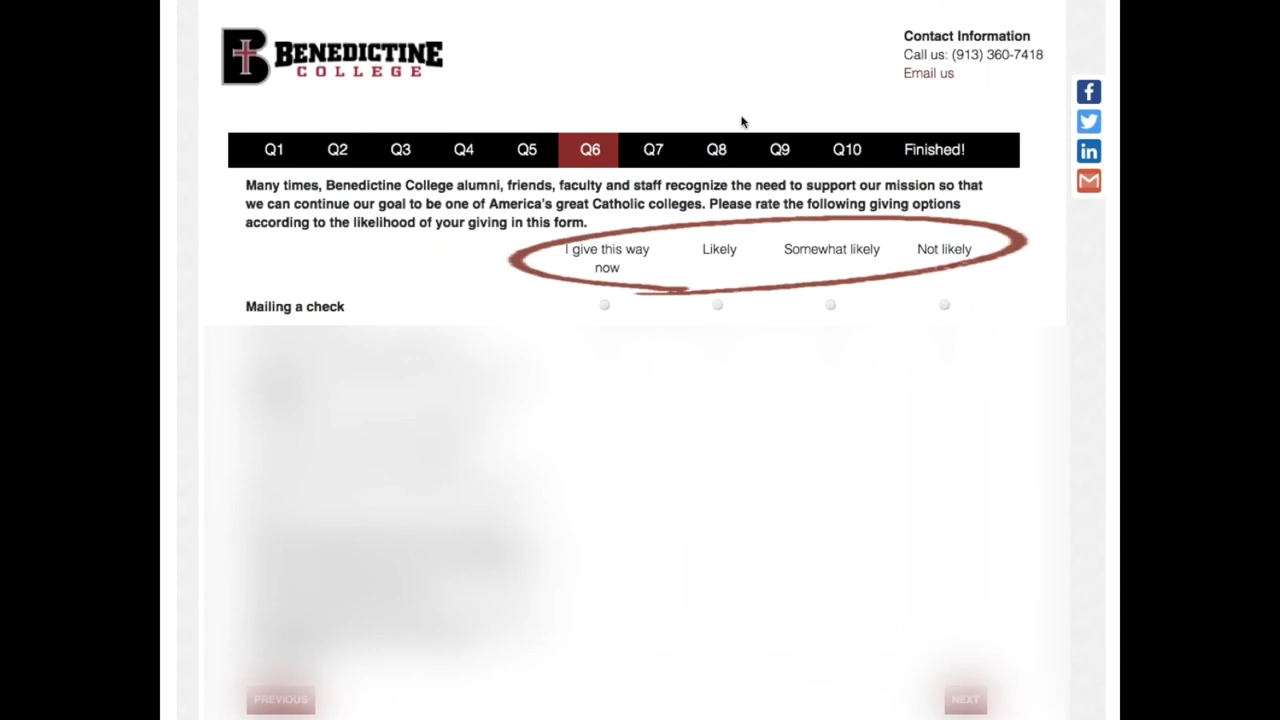 B BENEDICTINE
COLLEGE
Contact Information
Call us: (913) 360-7418
Email us
Q1 Q2 Q3 Q4 Q5 Q6 Q7 Q8 Q9 Q10 Finished!
Many times, Benedictine College alumni, friends, faculty and staff recognize the need to support our mission so that
we can continue our goal to be one of America's great Catholic colleges. Please rate the following giving options
according to the likelihood of your giving in this form.
I give this way Likely Somewhat likely Not likely
now
Mailing a check
PREVIOUS NEXT